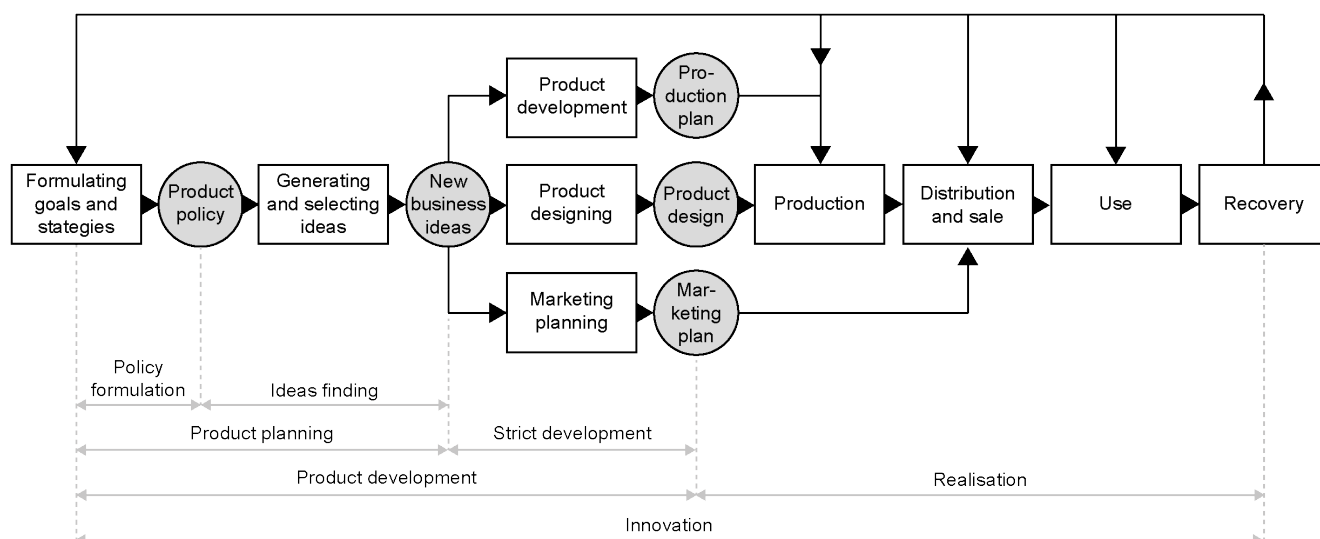 Product
development
Pro-
duction
plan
Formulating
goals and
stategies
Product
policy
Generating
and selecting
ideas
New
business
ideas
Product
designing
Product
design
Production
Distribution
and sale
Use
Recovery
Marketing
planning
Mar-
keting
plan
Policy
formulation
Ideas finding
Product planning
Strict development
Product development
Realisation
Innovation